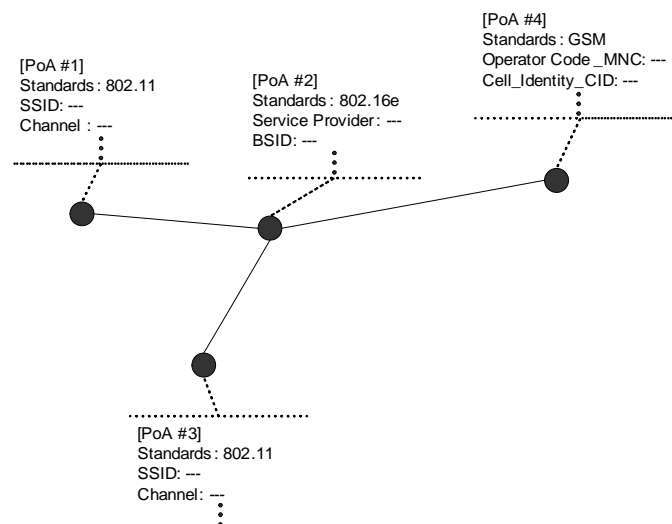 [PoA #1]
Standards: 802.11
SSID: ---
Channel : ---
[PoA #2]
Standards: 802.16e
Service Provider: ---
BSID: ---
[PoA #4]
Standards: GSM
Operator Code _MNC: ---
Cell_Identity_CID: ---
[PoA #3]
Standards: 802.11
SSID: ---
Channel: ---